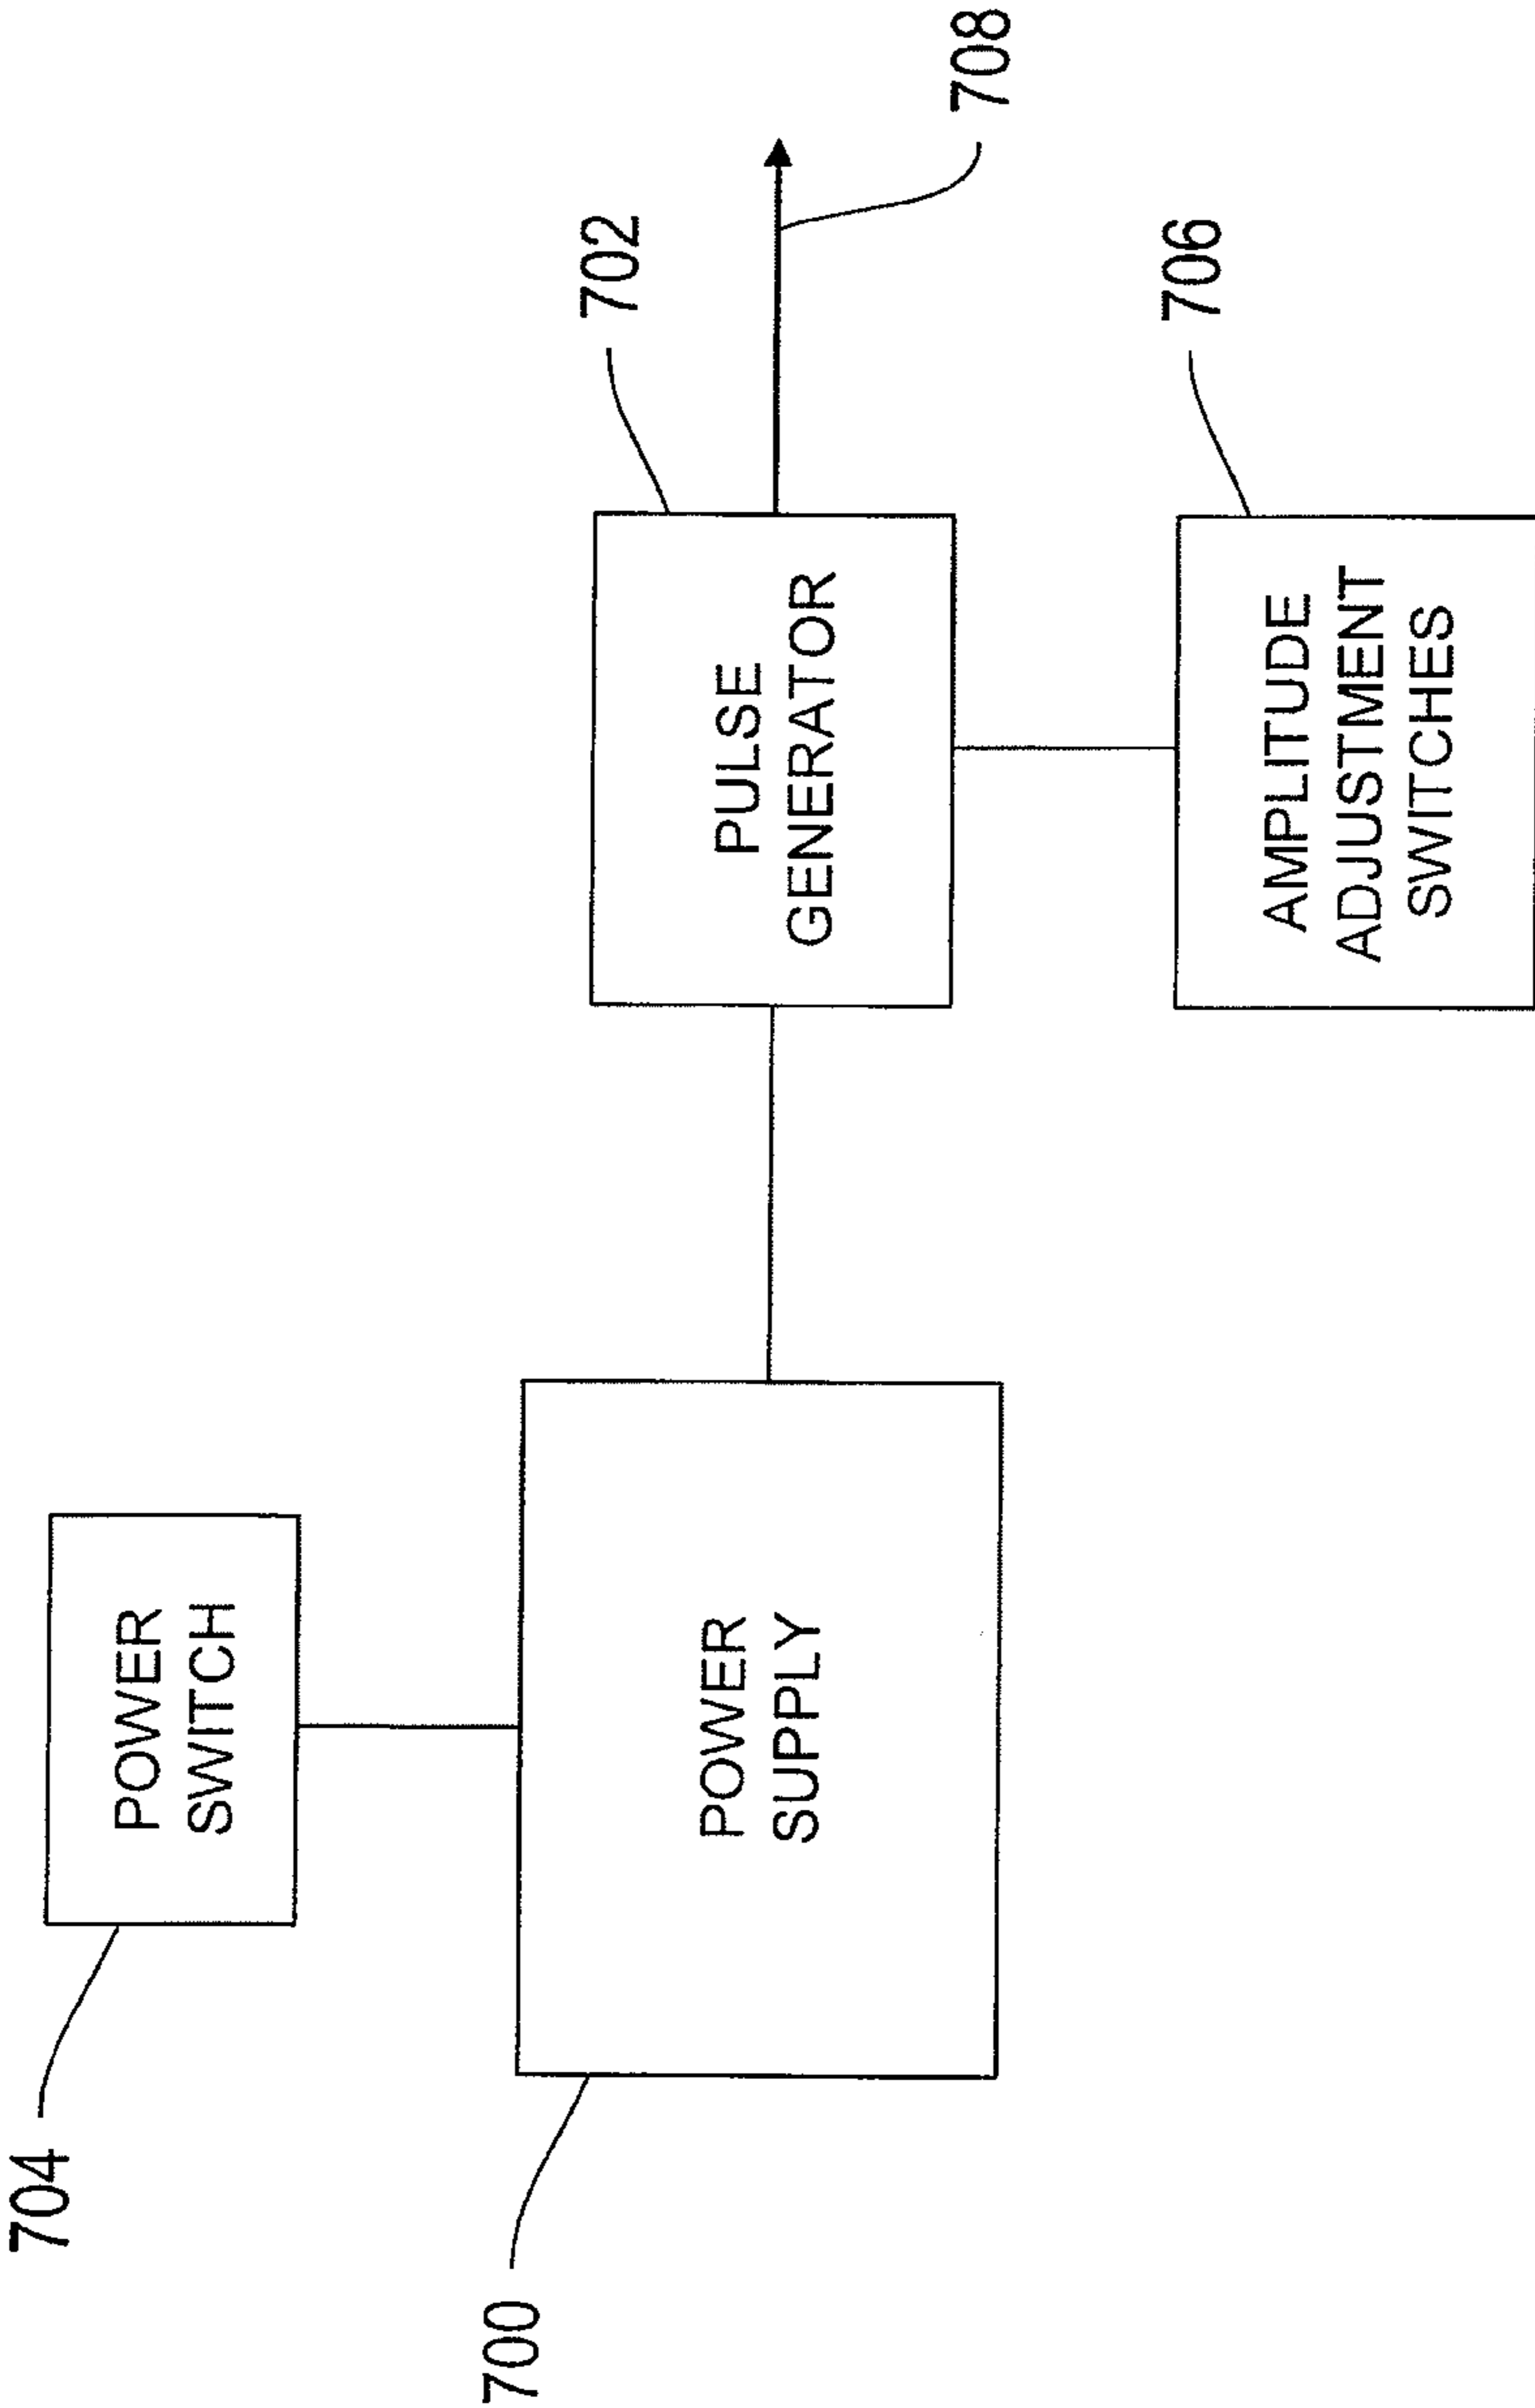 704
POWER
SWITCH
700
POWER
SUPPLY
702
PULSE
GENERATOR
708
706
AMPLITUDE
ADJUSTMENT
SWITCHES